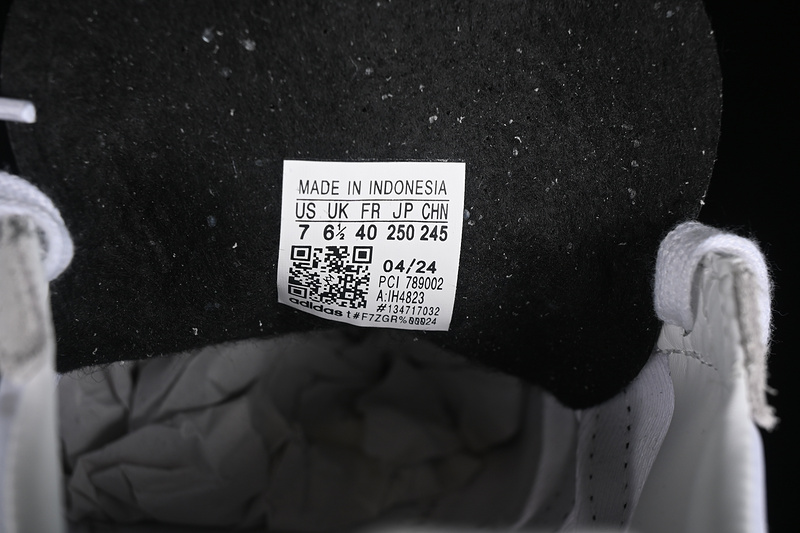 MADE IN INDONESIA
US UK FR JP CHN
7 6½ 40 250 245
04/24
PCI 789002
A:IH4823
#134717032
adidas t#F7ZGR%00024